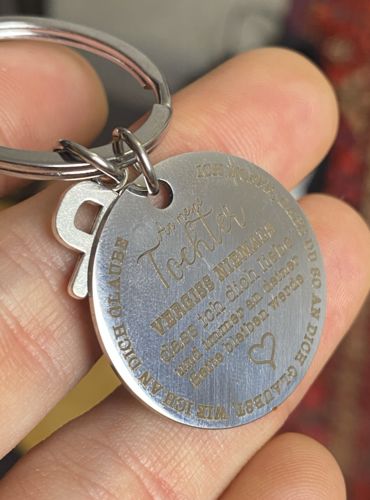 An meine
Tochter
VERGISS NIEMALS
dass ich dich liebe
und immer an deiner
Seite bleiben werde
ICH HOFFE, DASS DU SO AN DICH GLAUBST, WIE ICH AN DICH GLAUBE